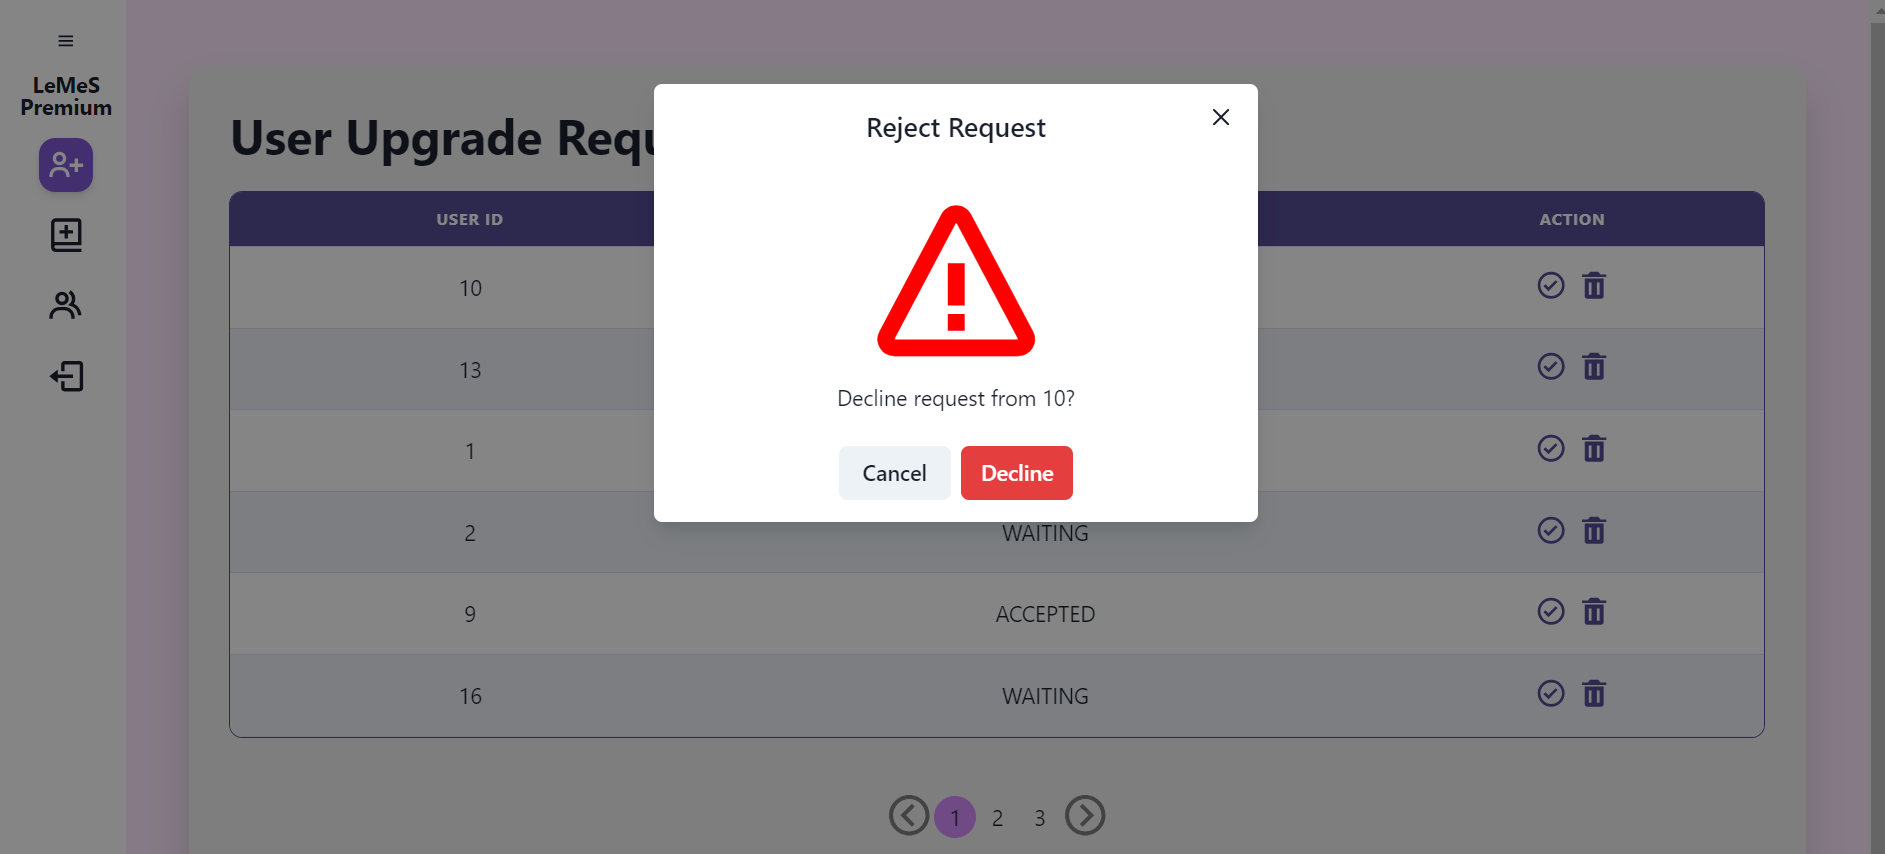 LeMeS
Premium
User Upgrade Requ
USER ID
ACTION
10
13
1
2
WAITING
9
ACCEPTED
16
WAITING
Reject Request
Decline request from 10?
Cancel
Decline
1 2 3